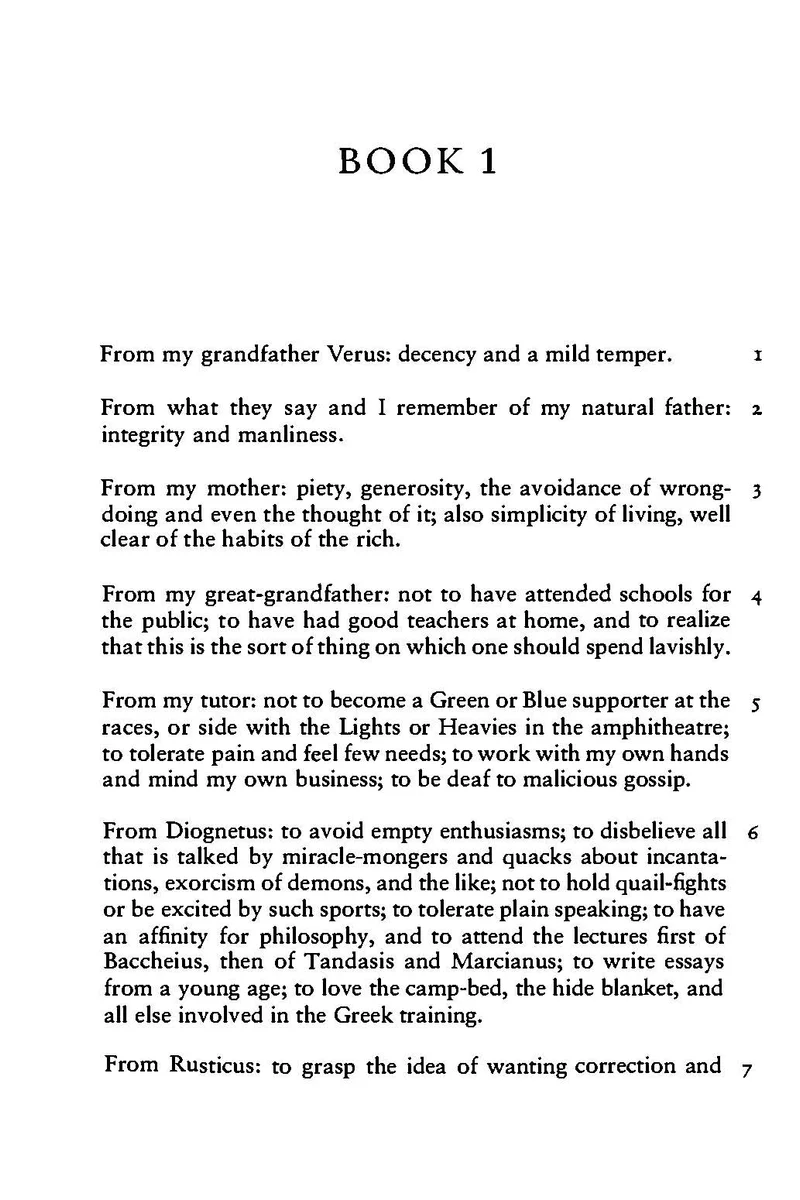 BOOK 1
From my grandfather Verus: decency and a mild temper. 1
From what they say and I remember of my natural father: 2
integrity and manliness.
From my mother: piety, generosity, the avoidance of wrong- 3
doing and even the thought of it; also simplicity of living, well
clear of the habits of the rich.
From my great-grandfather: not to have attended schools for 4
the public; to have had good teachers at home, and to realize
that this is the sort of thing on which one should spend lavishly.
From my tutor: not to become a Green or Blue supporter at the 5
races, or side with the Lights or Heavies in the amphitheatre;
to tolerate pain and feel few needs; to work with my own hands
and mind my own business; to be deaf to malicious gossip.
From Diognetus: to avoid empty enthusiasms; to disbelieve all 6
that is talked by miracle-mongers and quacks about incanta-
tions, exorcism of demons, and the like; not to hold quail-fights
or be excited by such sports; to tolerate plain speaking; to have
an affinity for philosophy, and to attend the lectures first of
Baccheius, then of Tandasis and Marcianus; to write essays
from a young age; to love the camp-bed, the hide blanket, and
all else involved in the Greek training.
From Rusticus: to grasp the idea of wanting correction and 7